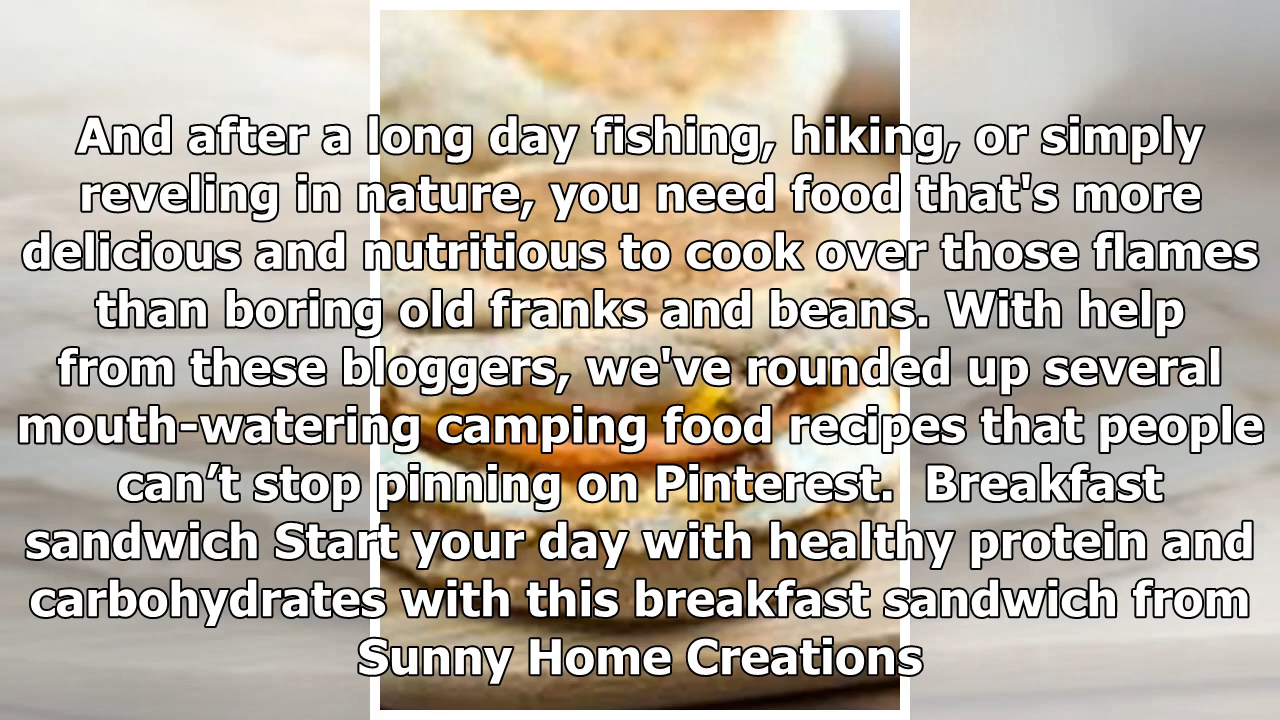 And after a long day fishing, hiking, or simply
reveling in nature, you need food that's more
delicious and nutritious to cook over those flames
than boring old franks and beans. With help
from these bloggers, we've rounded up several
mouth-watering camping food recipes that people
can’t stop pinning on Pinterest.  Breakfast
sandwich Start your day with healthy protein and
carbohydrates with this breakfast sandwich from
Sunny Home Creations